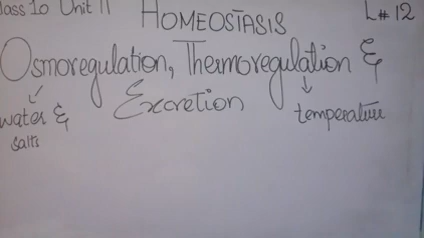 lass 10 Unit 11 HOMEOSTASIS L#12
Osmoregulation, Thermoregulation &
Excretion
water & salts
temperature